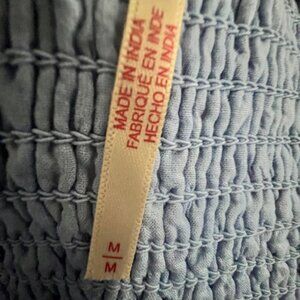 MADE IN INDIA
FABRIQUÉ EN INDE
HECHO EN INDIA
M
M